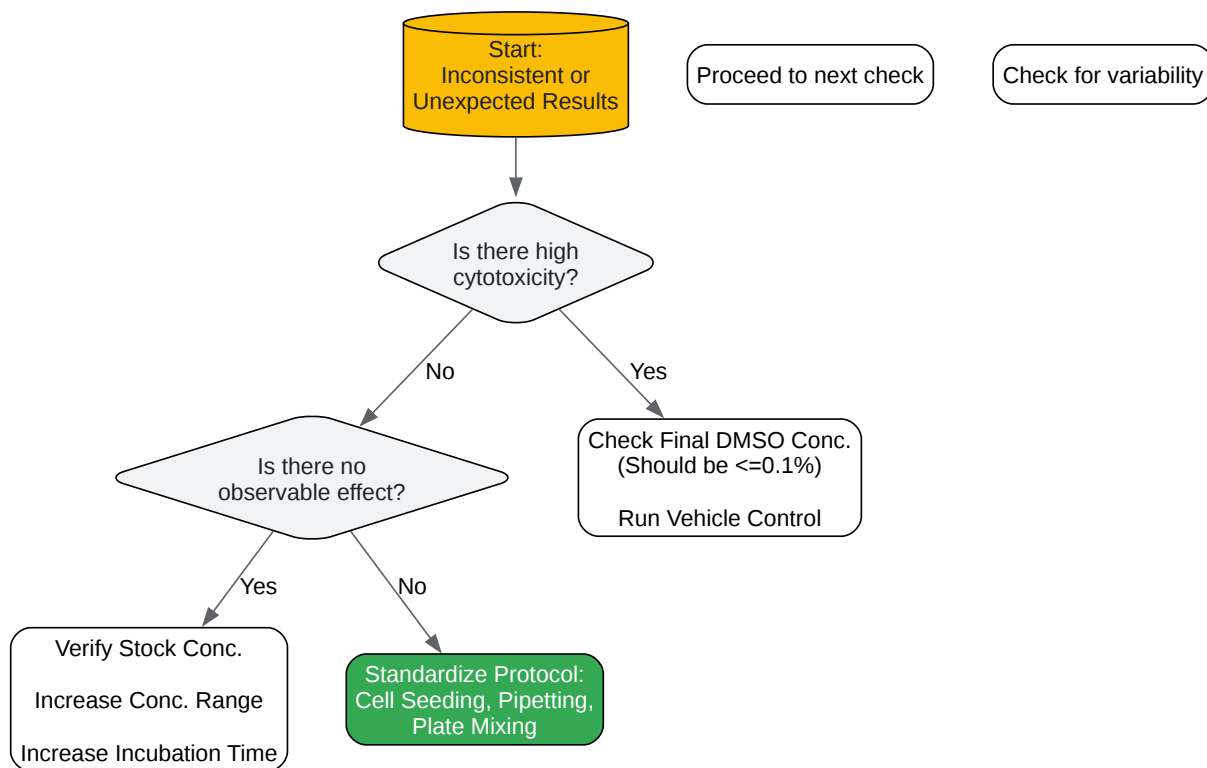 Start:
Inconsistent or
Unexpected Results
Proceed to next check
Check for variability
Is there high
cytotoxicity?
No
Yes
Is there no
observable effect?
Check Final DMSO Conc.
(Should be <=0.1%)
Run Vehicle Control
Yes
No
Verify Stock Conc.
Increase Conc. Range
Increase Incubation Time
Standardize Protocol:
Cell Seeding, Pipetting,
Plate Mixing